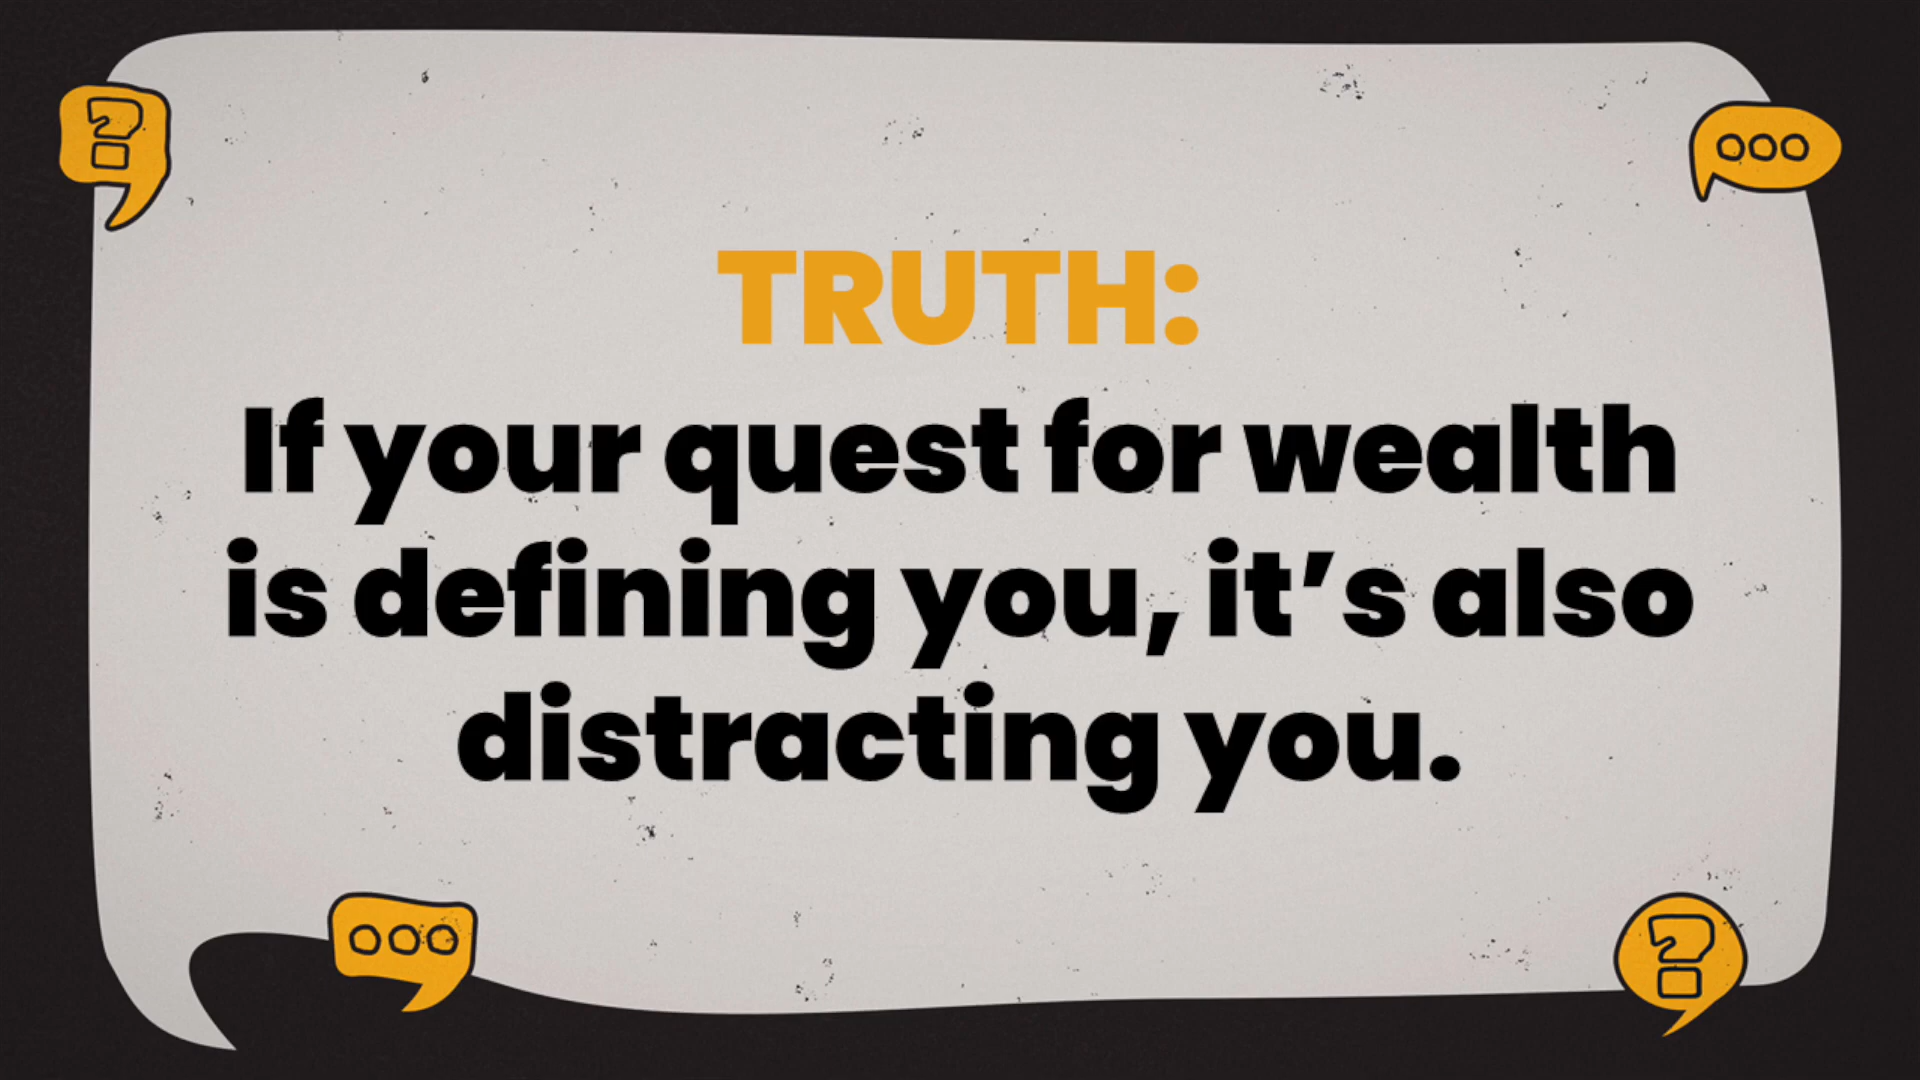 TRUTH:
If your quest for wealth
is defining you, it’s also
distracting you.